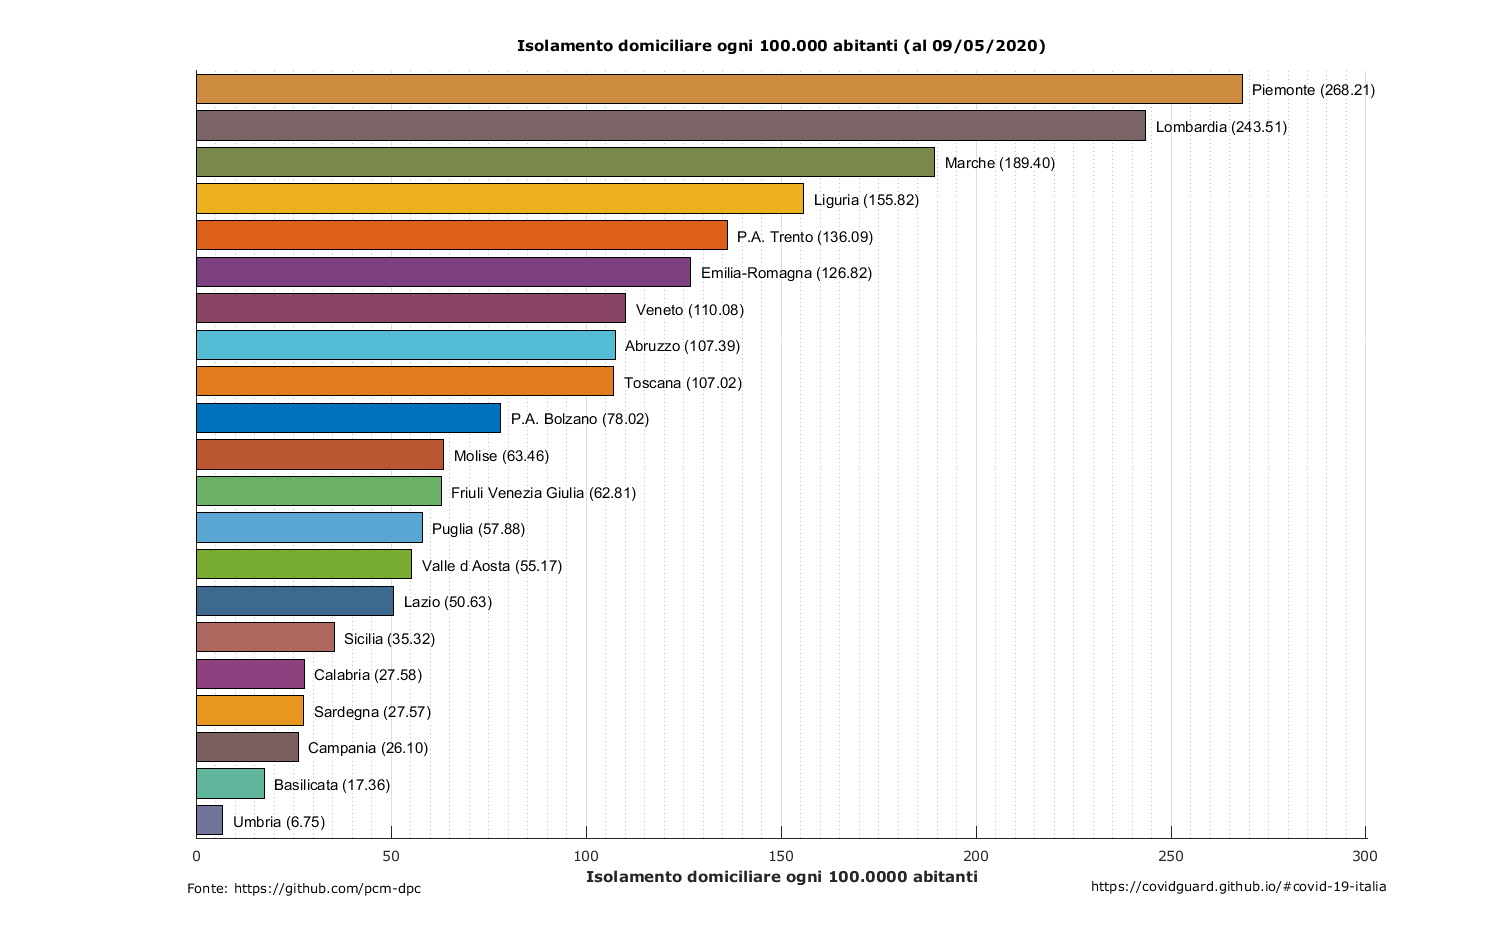 Isolamento domiciliare ogni 100.000 abitanti (al 09/05/2020)
Piemonte (268.21)
Lombardia (243.51)
Marche (189.40)
Liguria (155.82)
P.A. Trento (136.09)
Emilia-Romagna (126.82)
Veneto (110.08)
Abruzzo (107.39)
Toscana (107.02)
P.A. Bolzano (78.02)
Molise (63.46)
Friuli Venezia Giulia (62.81)
Puglia (57.88)
Valle d Aosta (55.17)
Lazio (50.63)
Sicilia (35.32)
Calabria (27.58)
Sardegna (27.57)
Campania (26.10)
Basilicata (17.36)
Umbria (6.75)
0 50 100 150 200 250 300
Isolamento domiciliare ogni 100.0000 abitanti
Fonte: https://github.com/pcm-dpc
https://covidguard.github.io/#covid-19-italia